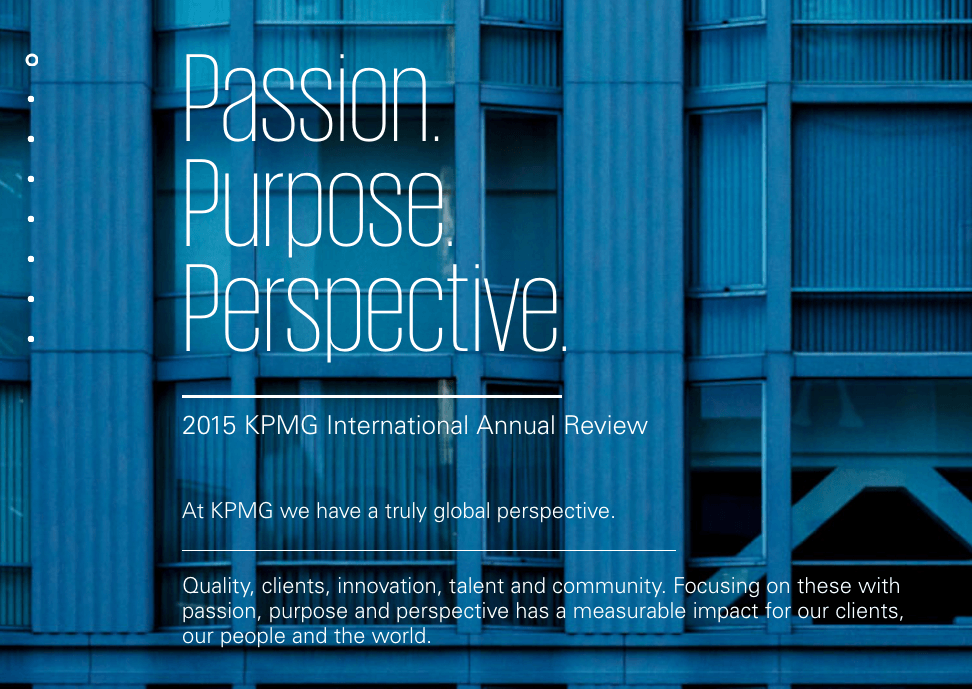 Passion.
Purpose.
Perspective.
2015 KPMG International Annual Review
At KPMG we have a truly global perspective.
Quality, clients, innovation, talent and community. Focusing on these with
passion, purpose and perspective has a measurable impact for our clients,
our people and the world.